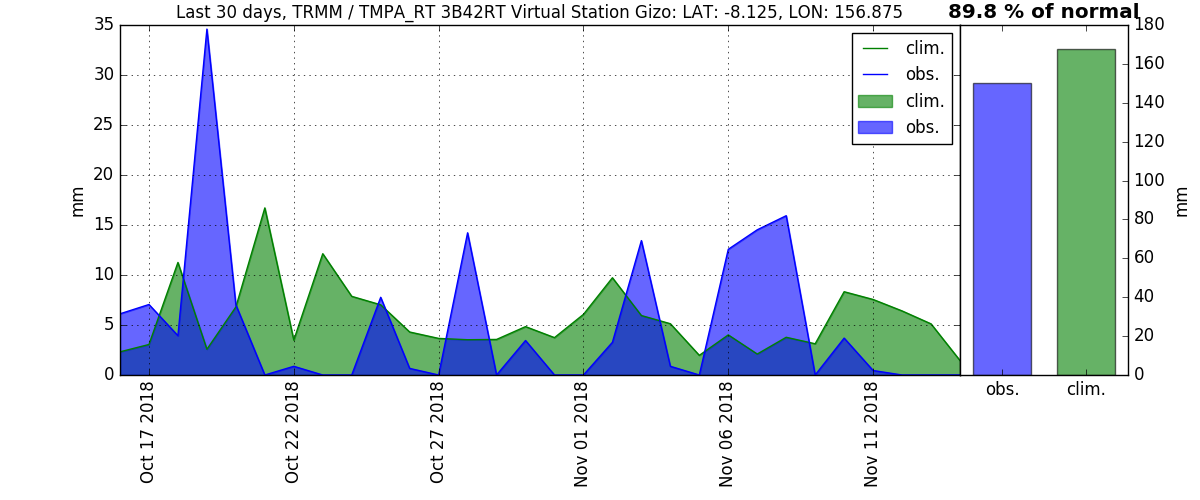 Last 30 days, TRMM / TMPA_RT 3B42RT Virtual Station Gizo: LAT: -8.125, LON: 156.875
89.8 % of normal
35
30
25
20
15
10
5
0
mm
clim.
obs.
clim.
obs.
180
160
140
120
100
80
60
40
20
0
mm
Oct 17 2018
Oct 22 2018
Oct 27 2018
Nov 01 2018
Nov 06 2018
Nov 11 2018
obs.
clim.